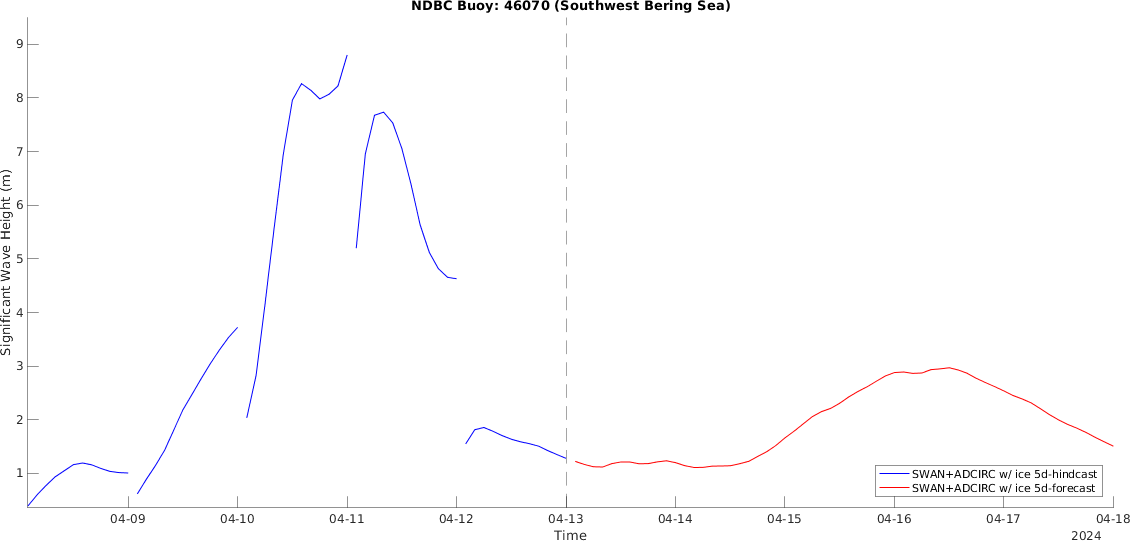 NDBC Buoy: 46070 (Southwest Bering Sea)
9
8
7
6
5
4
3
2
1
Significant Wave Height (m)
SWAN+ADCIRC w/ ice 5d-hindcast
SWAN+ADCIRC w/ ice 5d-forecast
04-09 04-10 04-11 04-12 04-13 04-14 04-15 04-16 04-17 04-18
Time
2024